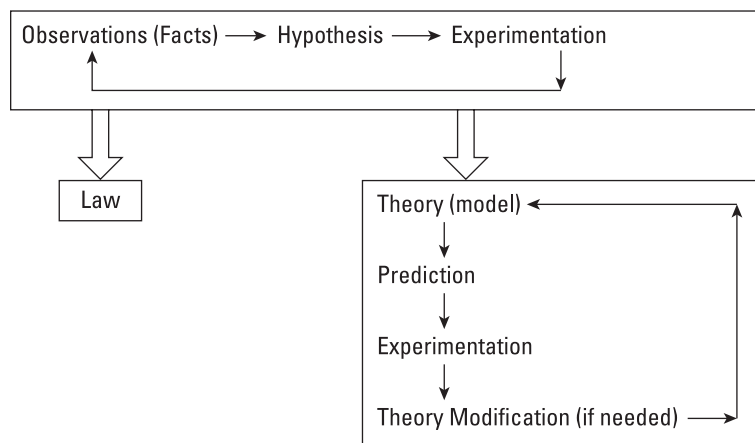 Observations (Facts) Hypothesis Experimentation
Law
Theory (model)
Prediction
Experimentation
Theory Modification (if needed)